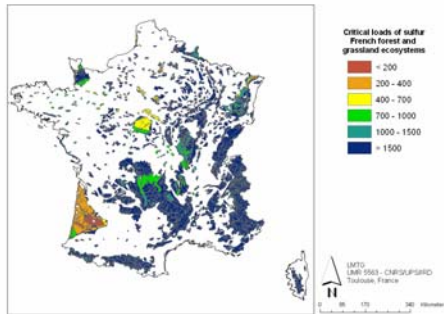 Critical loads of sulfur
French forest and
grassland ecosystems
< 200
200 - 400
400 - 700
700 - 1000
1000 - 1500
> 1500
LMTG
UMR 5563 - CNRS/UPS/IRD
Toulouse, France
N
0 85 170 340 Kilometers